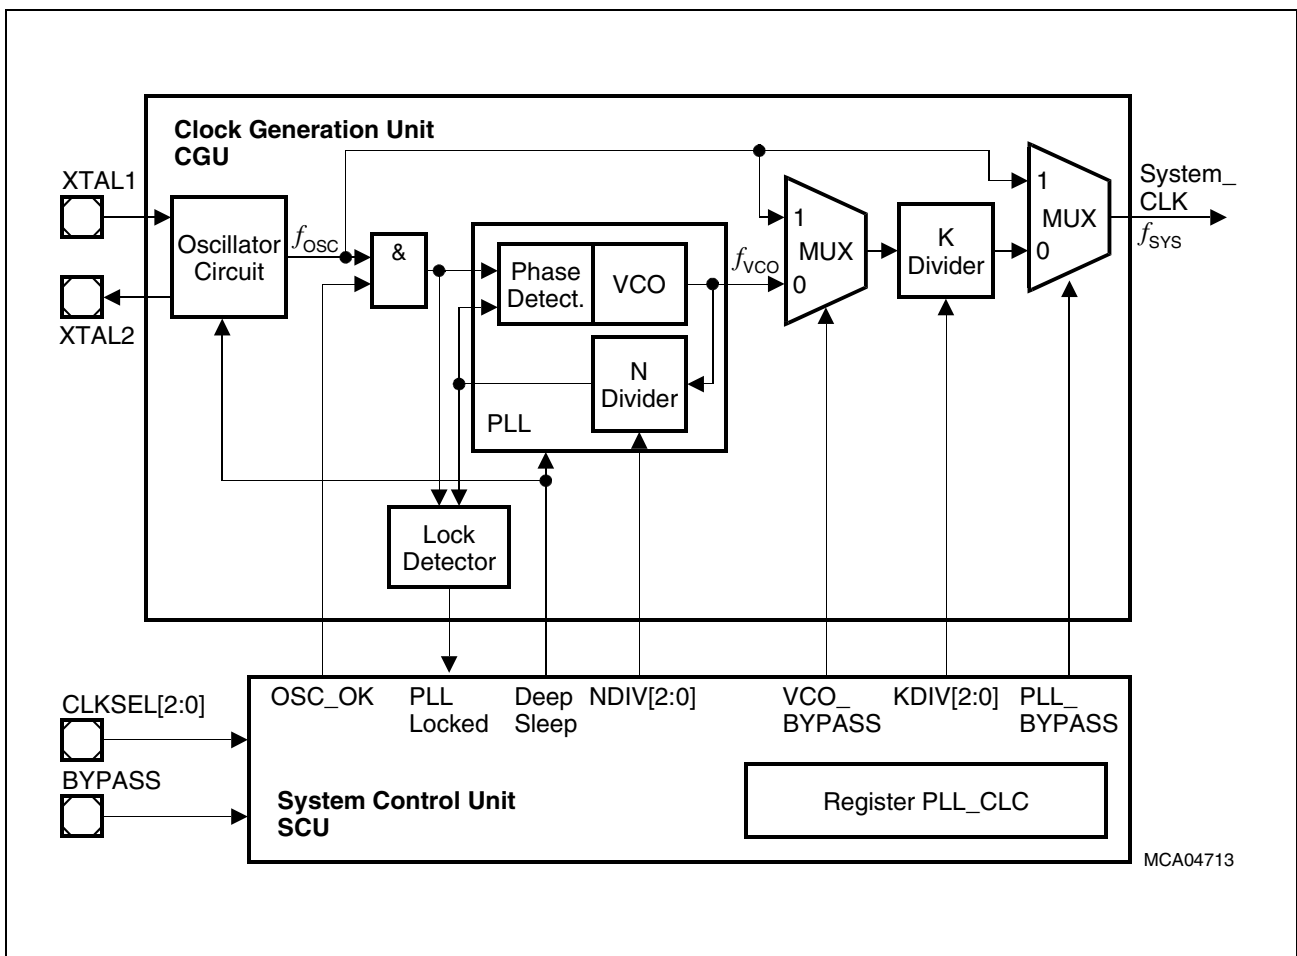 Clock Generation Unit
CGU
XTAL1
XTAL2
Oscillator
Circuit
fOSC
&
Phase
Detect.
VCO
fVCO
N
Divider
PLL
1
MUX
0
K
Divider
1
MUX
0
System_
CLK
fSYS
Lock
Detector
CLKSEL[2:0]
BYPASS
OSC_OK
PLL
Locked
Deep
Sleep
NDIV[2:0]
VCO_
BYPASS
KDIV[2:0]
PLL_
BYPASS
System Control Unit
SCU
Register PLL_CLC
MCA04713